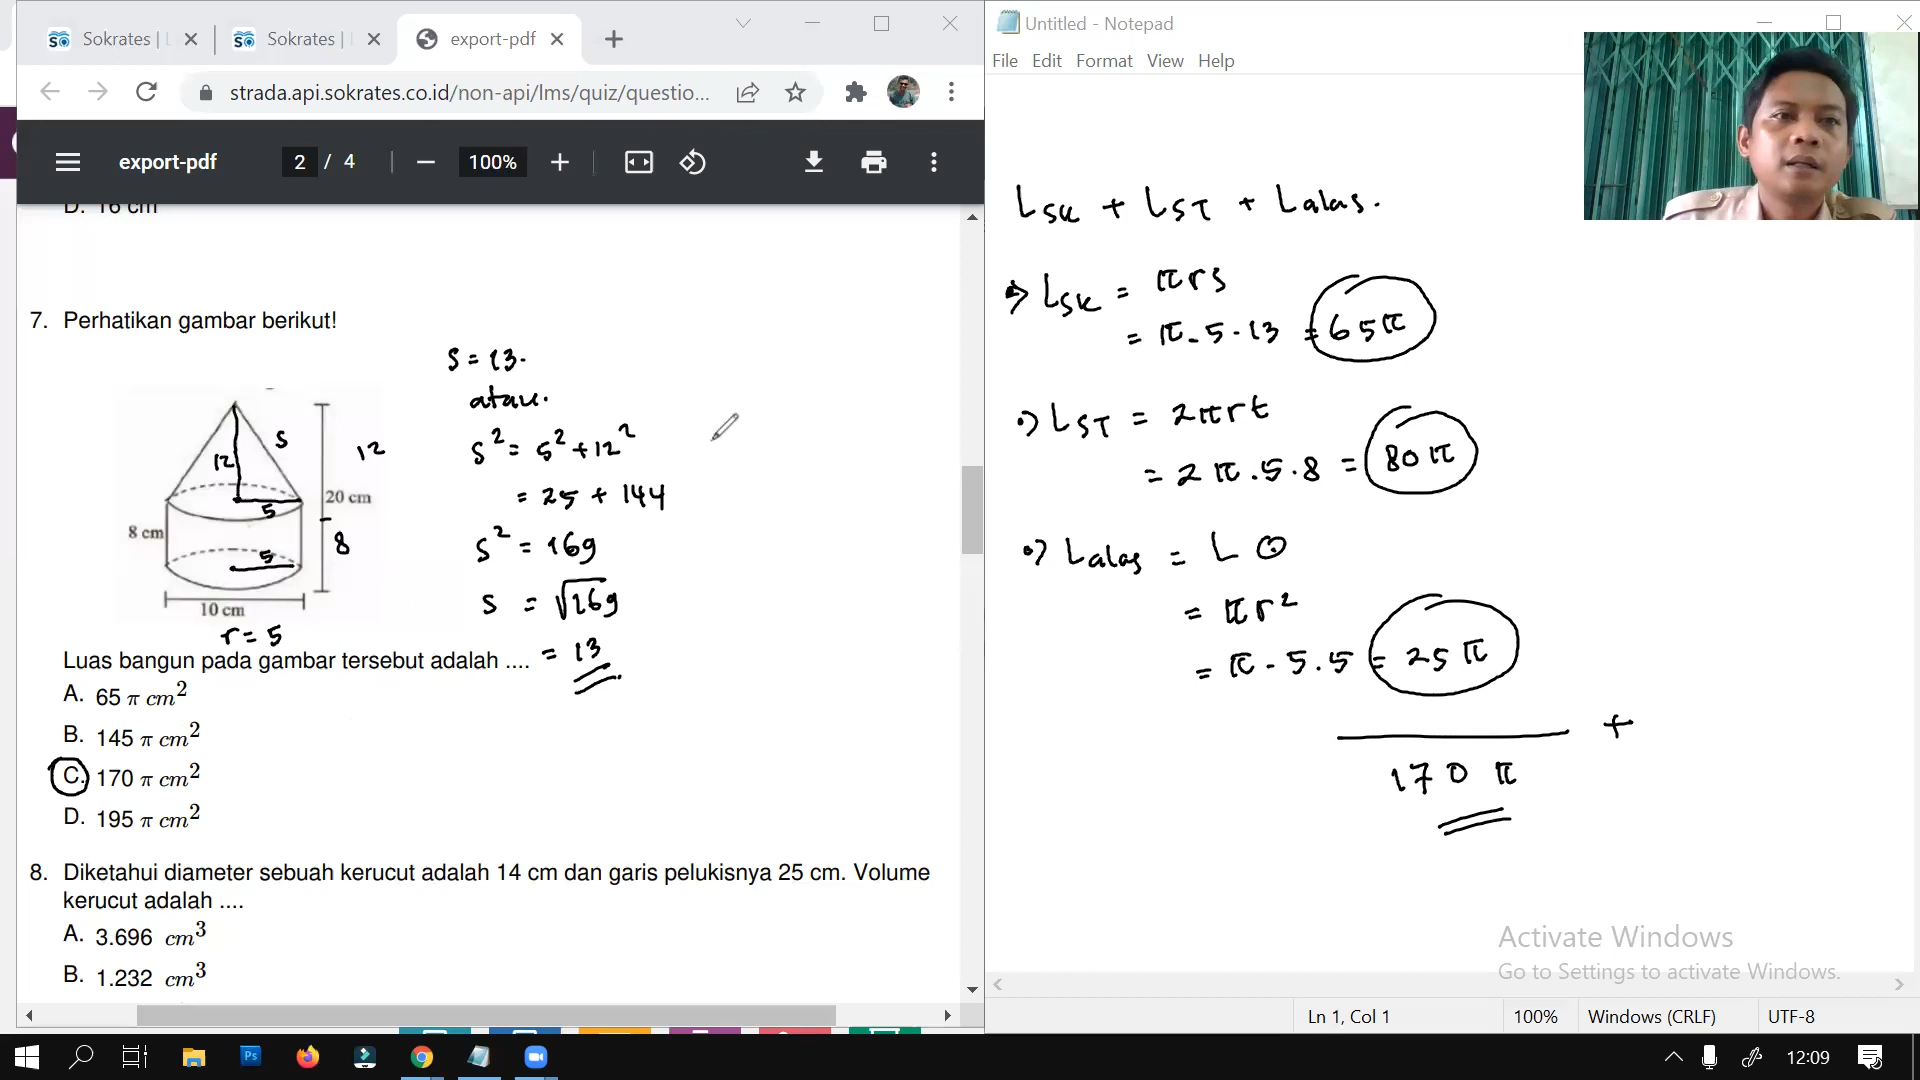 Sokrates |
Sokrates |
export-pdf
strada.api.sokrates.co.id/non-api/lms/quiz/questio...
export-pdf
2 / 4
100%
D. 16 cm
7. Perhatikan gambar berikut!
S = 13.
atau.
s² = 5² + 12²
= 25 + 144
s² = 169
s = √169
= 13
12
S
12
20 cm
5
8 cm
8
5
10 cm
r = 5
Luas bangun pada gambar tersebut adalah ....
A. 65 π cm²
B. 145 π cm²
C. 170 π cm²
D. 195 π cm²
8. Diketahui diameter sebuah kerucut adalah 14 cm dan garis pelukisnya 25 cm. Volume
kerucut adalah ....
A. 3.696 cm³
B. 1.232 cm³
Untitled - Notepad
File Edit Format View Help
LSK + LST + Lalas.
LSK = πrs
= π . 5 . 13 = 65π
LST = 2πrt
= 2π . 5 . 8 = 80π
Lalas = L
= πr²
= π . 5 . 5 = 25π
+
170 π
Activate Windows
Go to Settings to activate Windows.
Ln 1, Col 1 100% Windows (CRLF) UTF-8
Ps
12:09